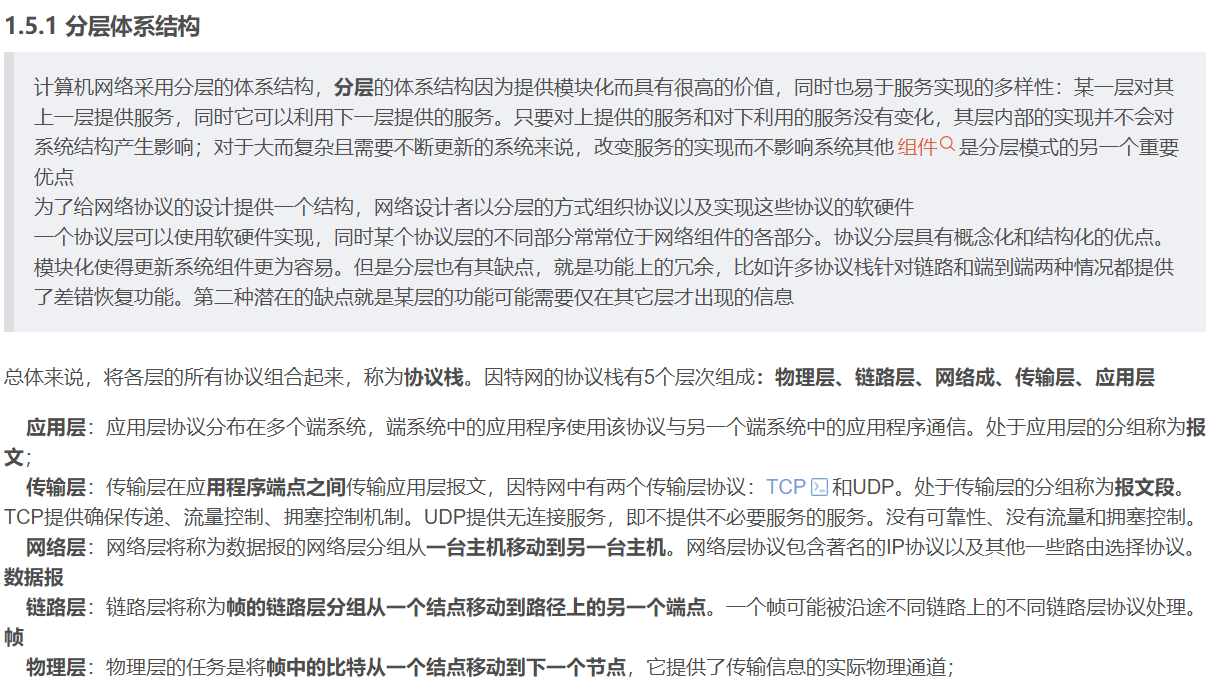 1.5.1 分层体系结构
计算机网络采用分层的体系结构，分层的体系结构因为提供模块化而具有很高的价值，同时也易于服务实现的多样性：某一层对其
上一层提供服务，同时它可以利用下一层提供的服务。只要对上提供的服务和对下利用的服务没有变化，其层内部的实现并不会对
系统结构产生影响；对于大而复杂且需要不断更新的系统来说，改变服务的实现而不影响系统其他 组件 是分层模式的另一个重要
优点
为了给网络协议的设计提供一个结构，网络设计者以分层的方式组织协议以及实现这些协议的软硬件
一个协议层可以使用软硬件实现，同时某个协议层的不同部分常常位于网络组件的各部分。协议分层具有概念化和结构化的优点。
模块化使得更新系统组件更为容易。但是分层也有其缺点，就是功能上的冗余，比如许多协议栈针对链路和端到端两种情况都提供
了差错恢复功能。第二种潜在的缺点就是某层的功能可能需要仅在其它层才出现的信息
总体来说，将各层的所有协议组合起来，称为协议栈。因特网的协议栈有5个层次组成：物理层、链路层、网络成、传输层、应用层
应用层：应用层协议分布在多个端系统，端系统中的应用程序使用该协议与另一个端系统中的应用程序通信。处于应用层的分组称为报
文；
传输层：传输层在应用程序端点之间传输应用层报文，因特网中有两个传输层协议：TCP 和UDP。处于传输层的分组称为报文段。
TCP提供确保传递、流量控制、拥塞控制机制。UDP提供无连接服务，即不提供不必要服务的服务。没有可靠性、没有流量和拥塞控制。
网络层：网络层将称为数据报的网络层分组从一台主机移动到另一台主机。网络层协议包含著名的IP协议以及其他一些路由选择协议。
数据报
链路层：链路层将称为帧的链路层分组从一个结点移动到路径上的另一个端点。一个帧可能被沿途不同链路上的不同链路层协议处理。
帧
物理层：物理层的任务是将帧中的比特从一个结点移动到下一个节点，它提供了传输信息的实际物理通道；